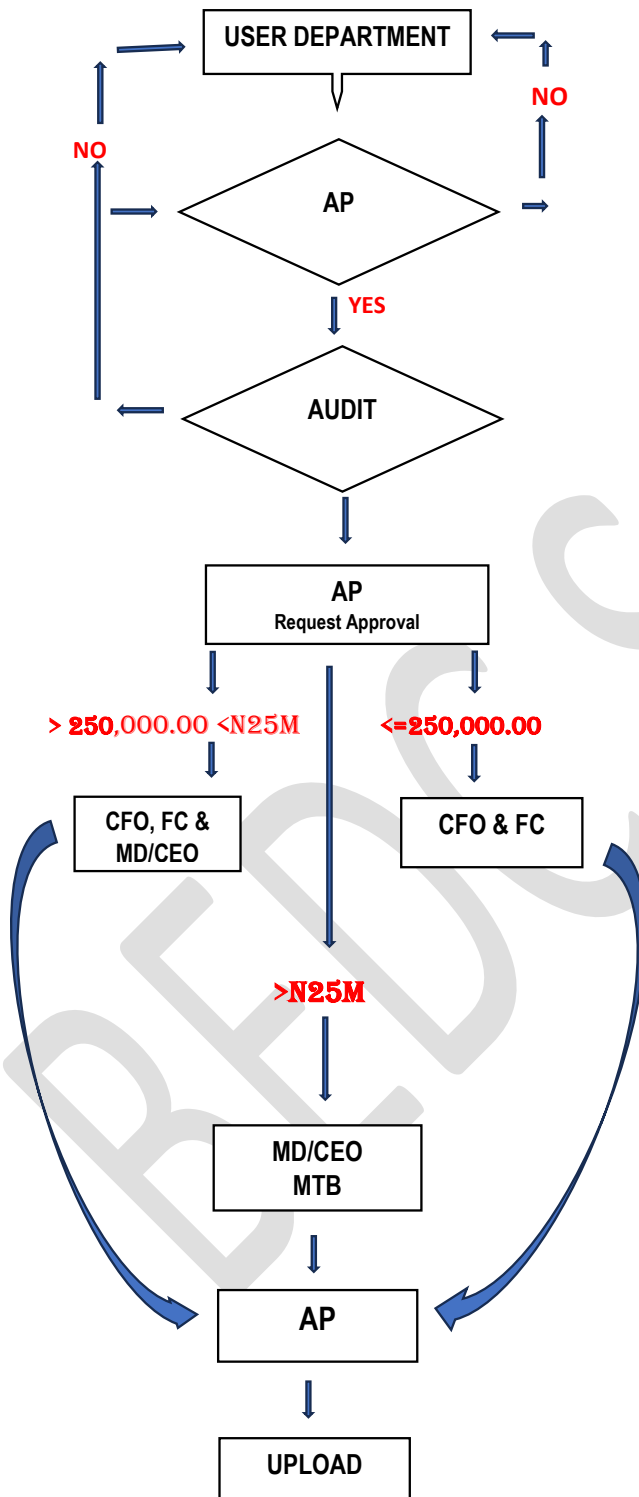 USER DEPARTMENT
NO
NO
AP
YES
AUDIT
AP
Request Approval
> 250,000.00 <N25M
<=250,000.00
CFO, FC &
MD/CEO
CFO & FC
>N25M
MD/CEO
MTB
AP
UPLOAD